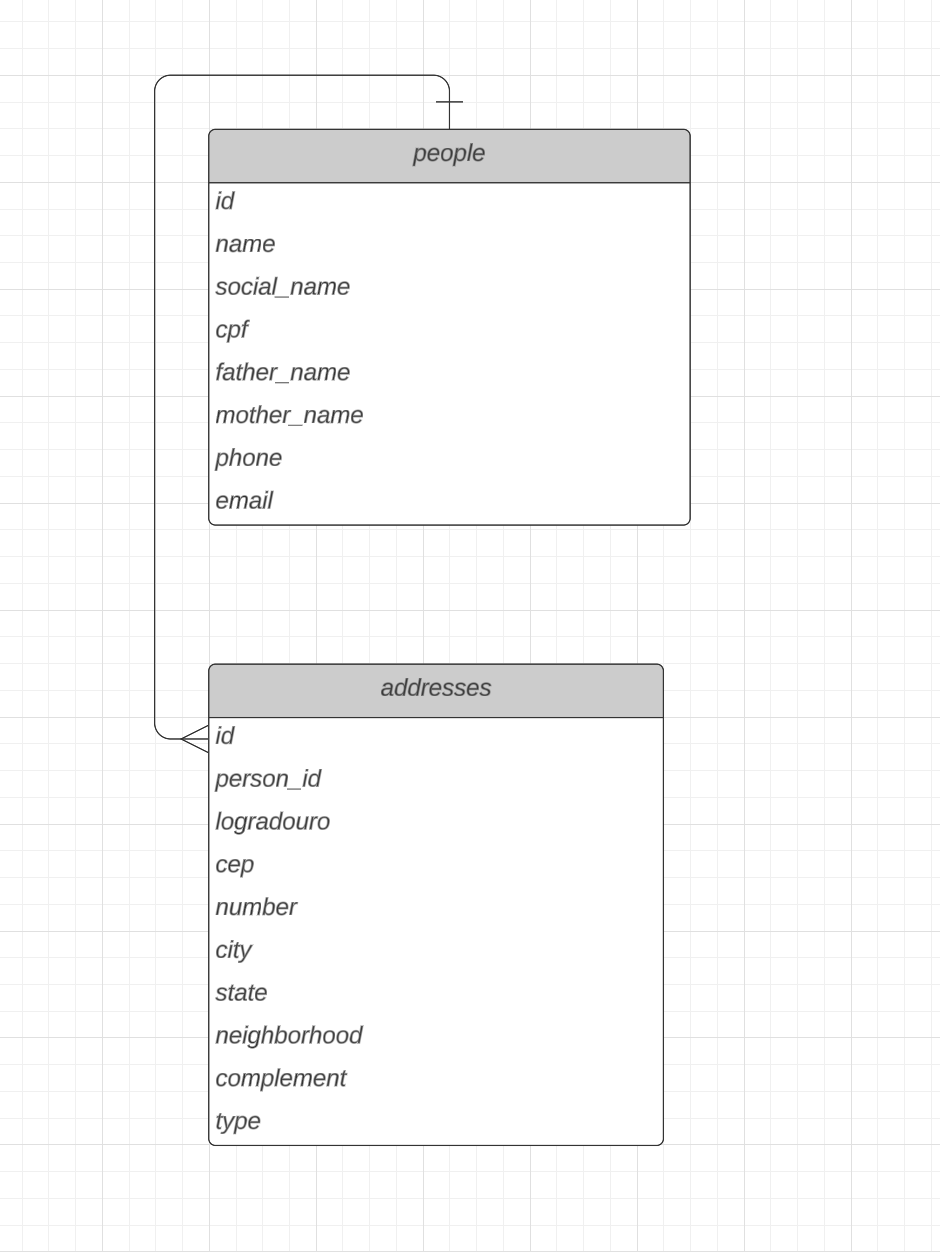 people
id
name
social_name
cpf
father_name
mother_name
phone
email
addresses
id
person_id
logradouro
cep
number
city
state
neighborhood
complement
type